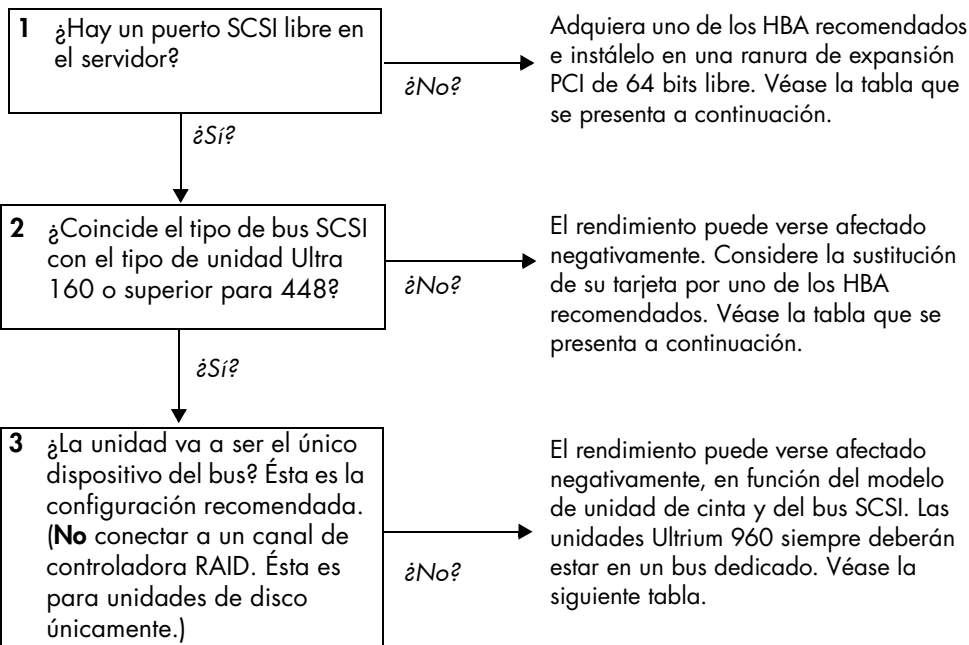 1 ¿Hay un puerto SCSI libre en
el servidor?
¿No?
Adquiera uno de los HBA recomendados
e instálelo en una ranura de expansión
PCI de 64 bits libre. Véase la tabla que
se presenta a continuación.
¿Sí?
2 ¿Coincide el tipo de bus SCSI
con el tipo de unidad Ultra
160 o superior para 448?
¿No?
El rendimiento puede verse afectado
negativamente. Considere la sustitución
de su tarjeta por uno de los HBA
recomendados. Véase la tabla que se
presenta a continuación.
¿Sí?
3 ¿La unidad va a ser el único
dispositivo del bus? Ésta es la
configuración recomendada.
(No conectar a un canal de
controladora RAID. Ésta es
para unidades de disco
únicamente.)
¿No?
El rendimiento puede verse afectado
negativamente, en función del modelo
de unidad de cinta y del bus SCSI. Las
unidades Ultrium 960 siempre deberán
estar en un bus dedicado. Véase la
siguiente tabla.